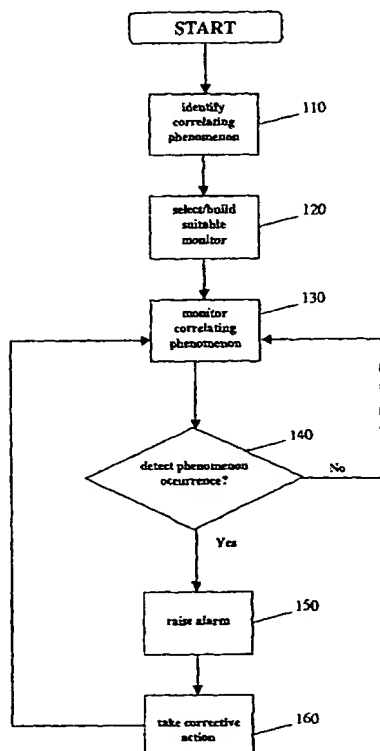 START
identify
correlating
phenomenon
110
select/build
suitable
monitor
120
monitor
correlating
phenomenon
130
140
detect phenomenon
occurrence?
No
Yes
raise alarm
150
take corrective
action
160